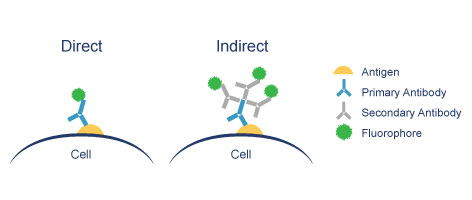 Direct
Indirect
Cell
Cell
Antigen
Primary Antibody
Secondary Antibody
Fluorophore